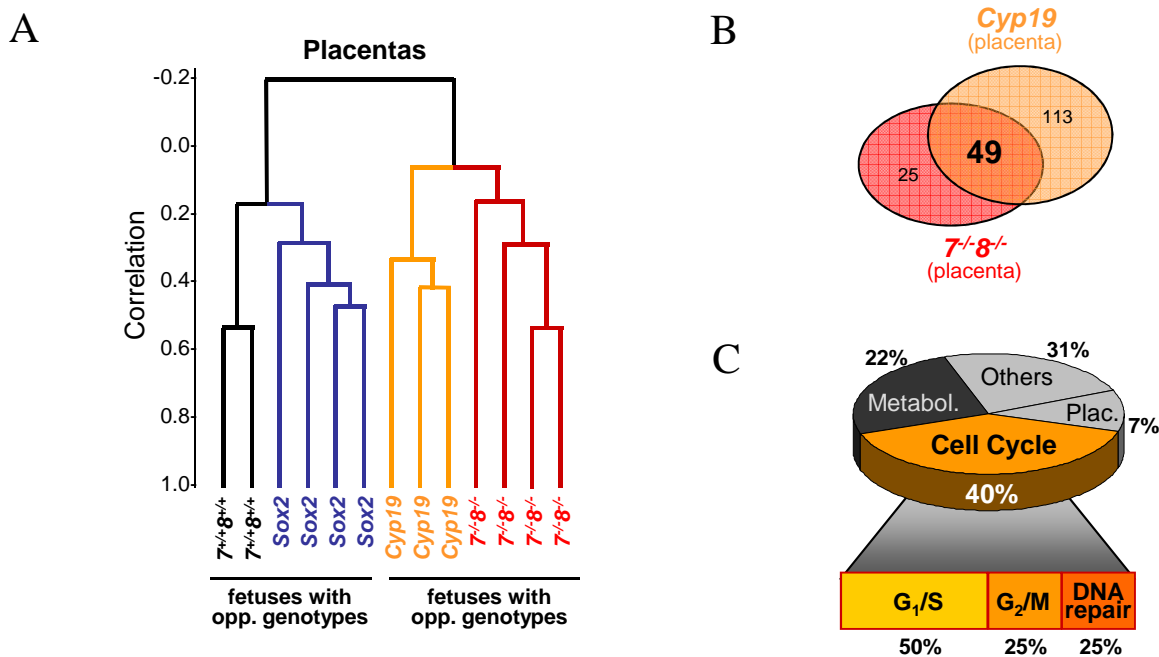 A
Placentas
Correlation
-0.2
0.0
0.2
0.4
0.6
0.8
1.0
7+/+8+/+
7+/+8+/+
Sox2
Sox2
Sox2
Sox2
Cyp19
Cyp19
Cyp19
7-/-8-/-
7-/-8-/-
7-/-8-/-
7-/-8-/-
fetuses with
opp. genotypes
fetuses with
opp. genotypes
B
Cyp19
(placenta)
113
49
25
7-/-8-/-
(placenta)
C
22%
31%
Others
Metabol.
Plac.
7%
Cell Cycle
40%
G1/S
G2/M
DNA
repair
50%
25%
25%